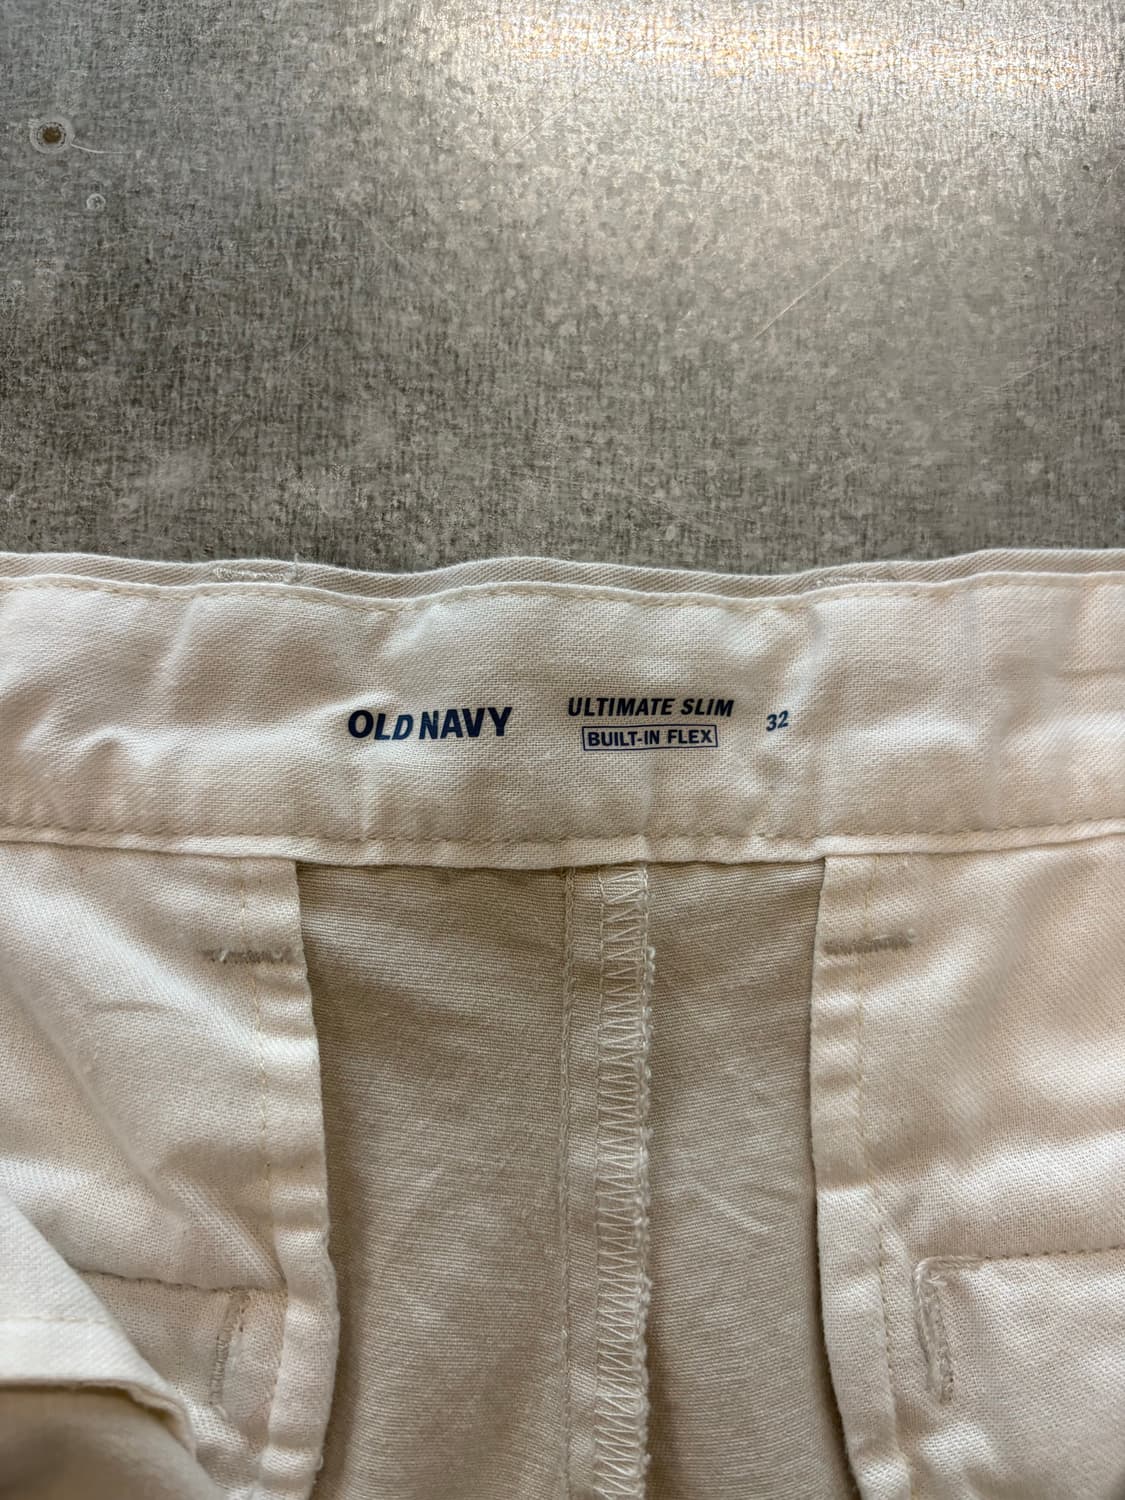 OLD NAVY
ULTIMATE SLIM
BUILT-IN FLEX
32